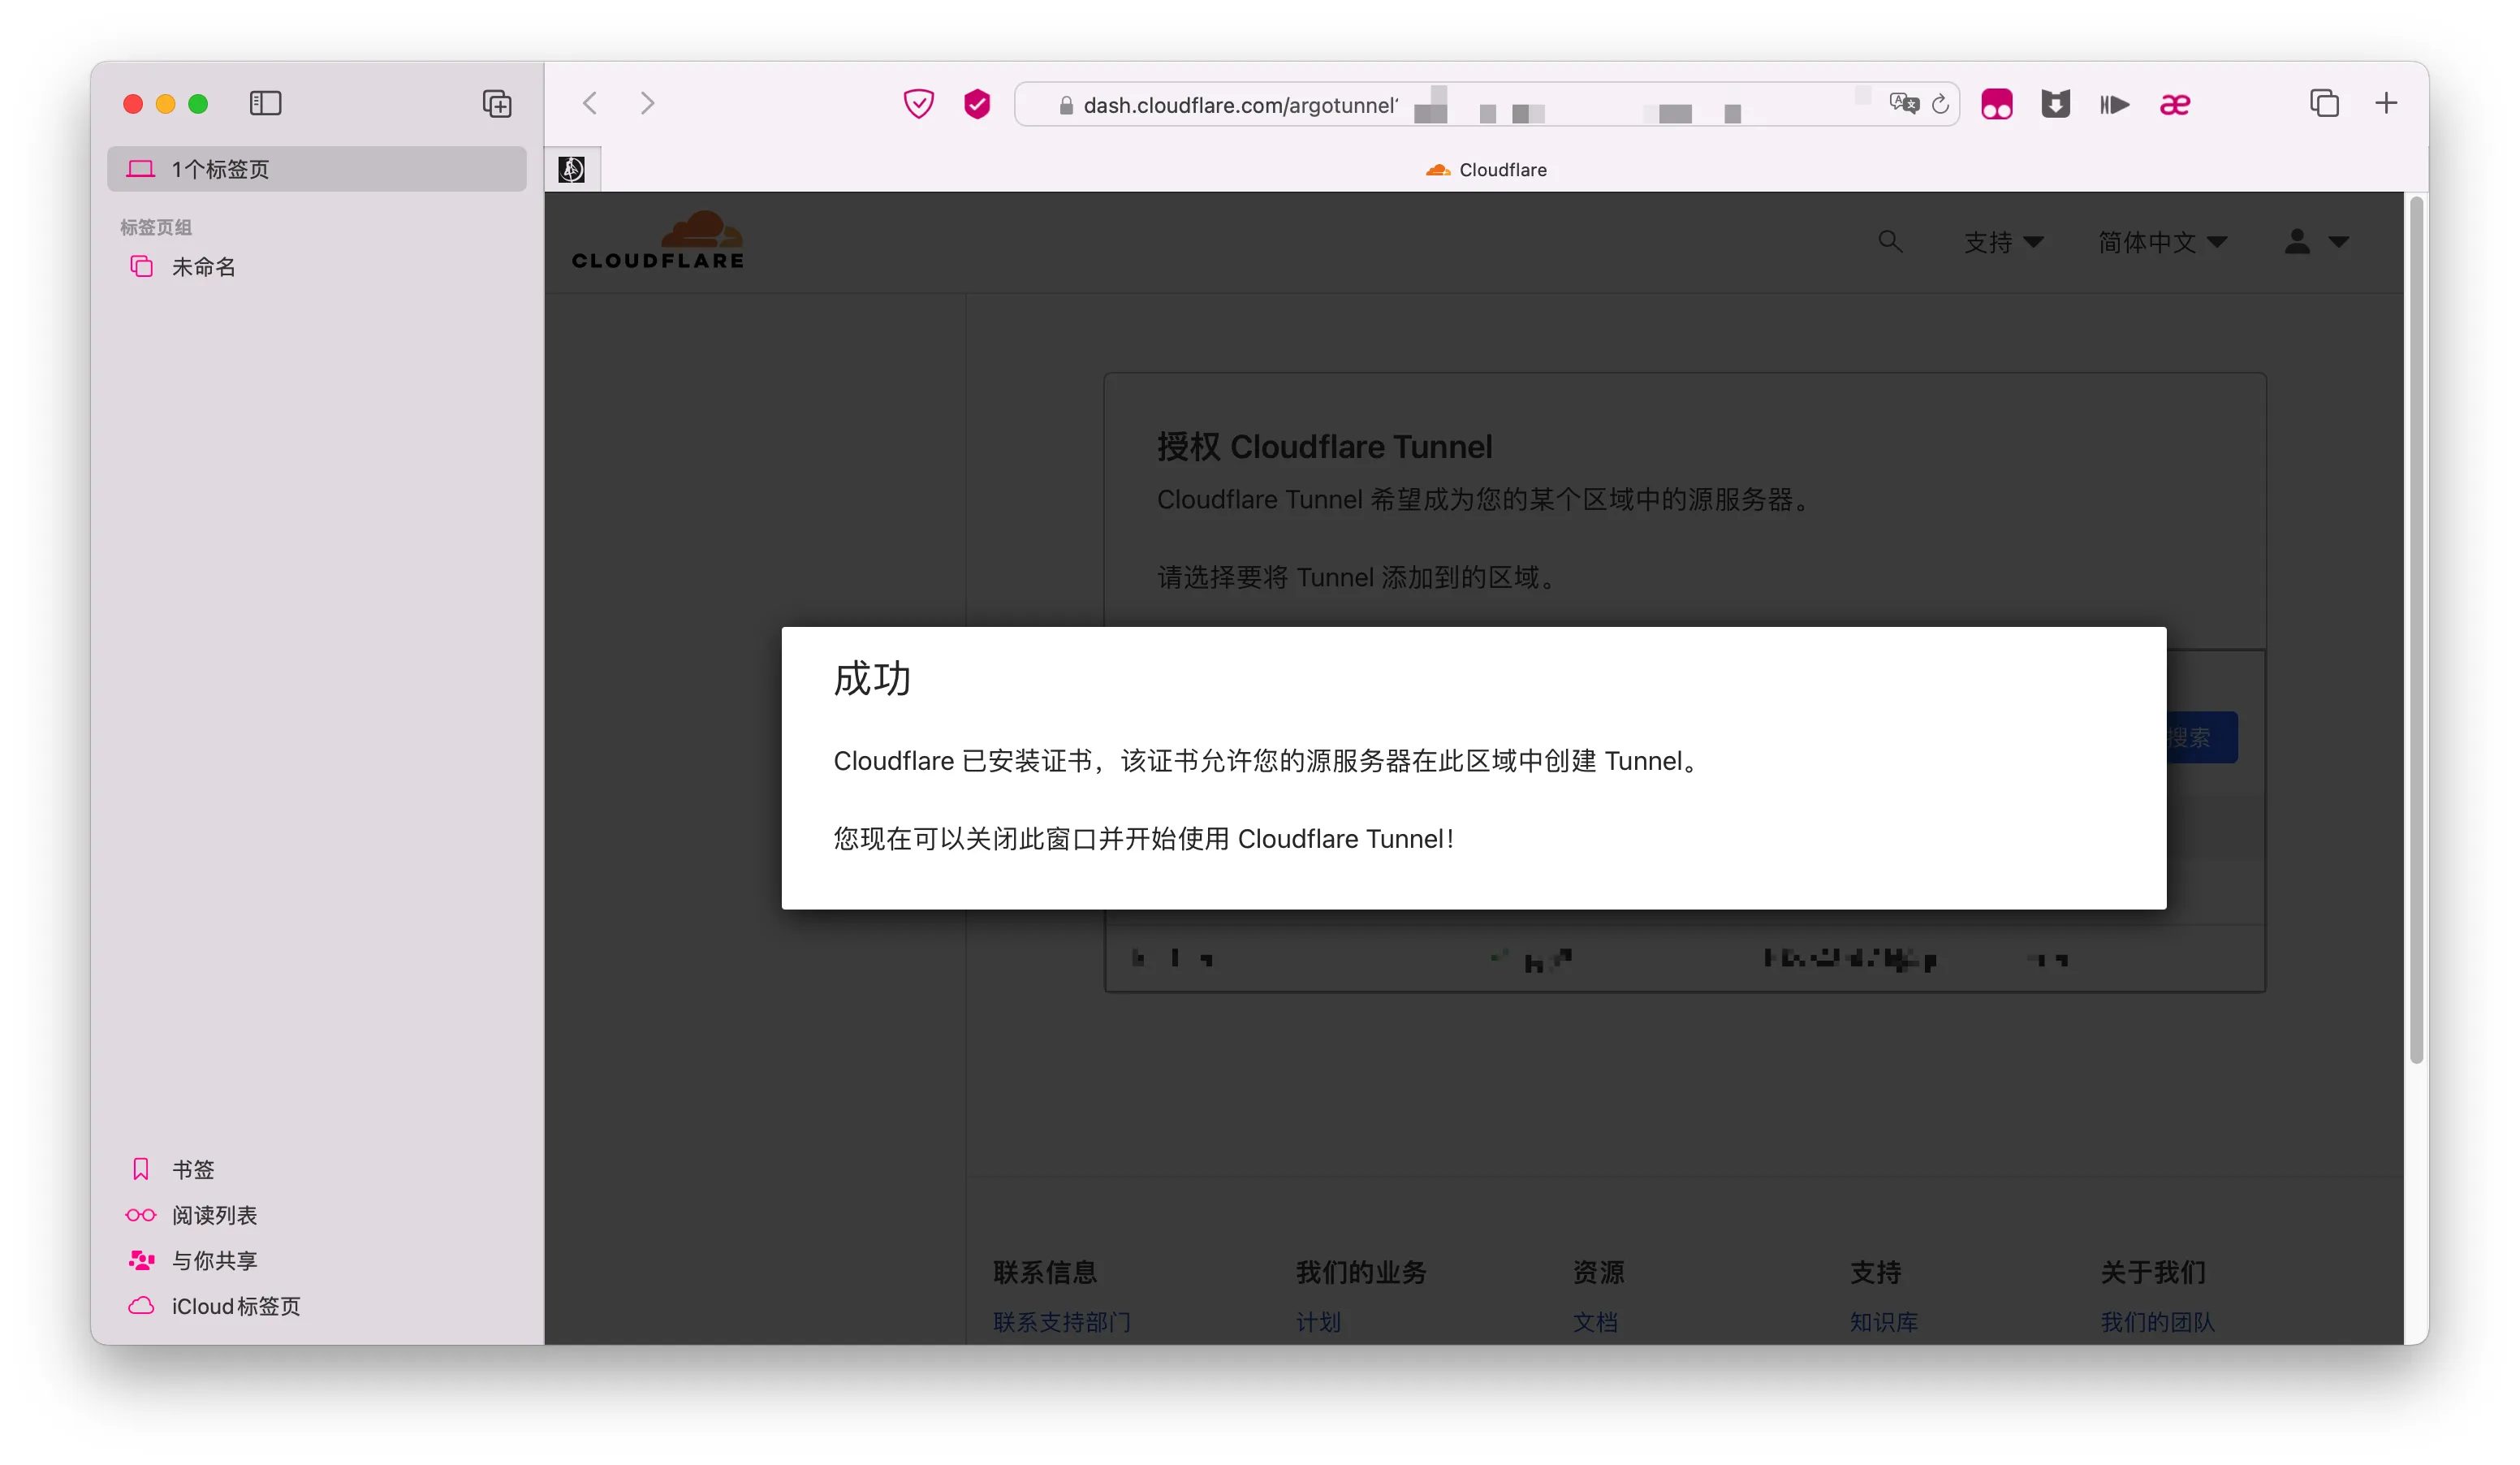 dash.cloudflare.com/argotunnel
1个标签页
Cloudflare
标签页组
未命名
CLOUDFLARE
支持
简体中文
授权 Cloudflare Tunnel
Cloudflare Tunnel 希望成为您的某个区域中的源服务器。
请选择要将 Tunnel 添加到的区域。
成功
搜索
Cloudflare 已安装证书，该证书允许您的源服务器在此区域中创建 Tunnel。
您现在可以关闭此窗口并开始使用 Cloudflare Tunnel！
书签
阅读列表
与你共享
iCloud 标签页
联系信息
联系支持部门
我们的业务
计划
资源
文档
支持
知识库
关于我们
我们的团队